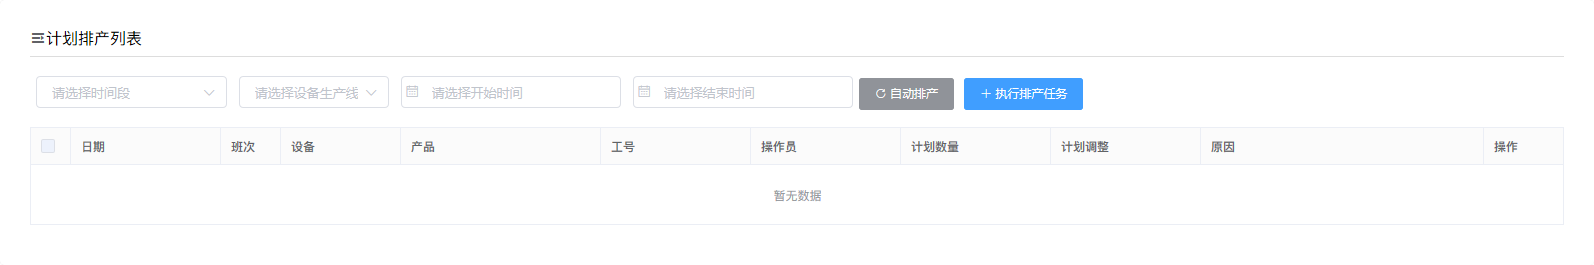 计划排产列表
请选择时间段 请选择设备生产线 请选择开始时间 请选择结束时间 自动排产 执行排产任务
日期 班次 设备 产品 工号 操作员 计划数量 计划调整 原因 操作
暂无数据